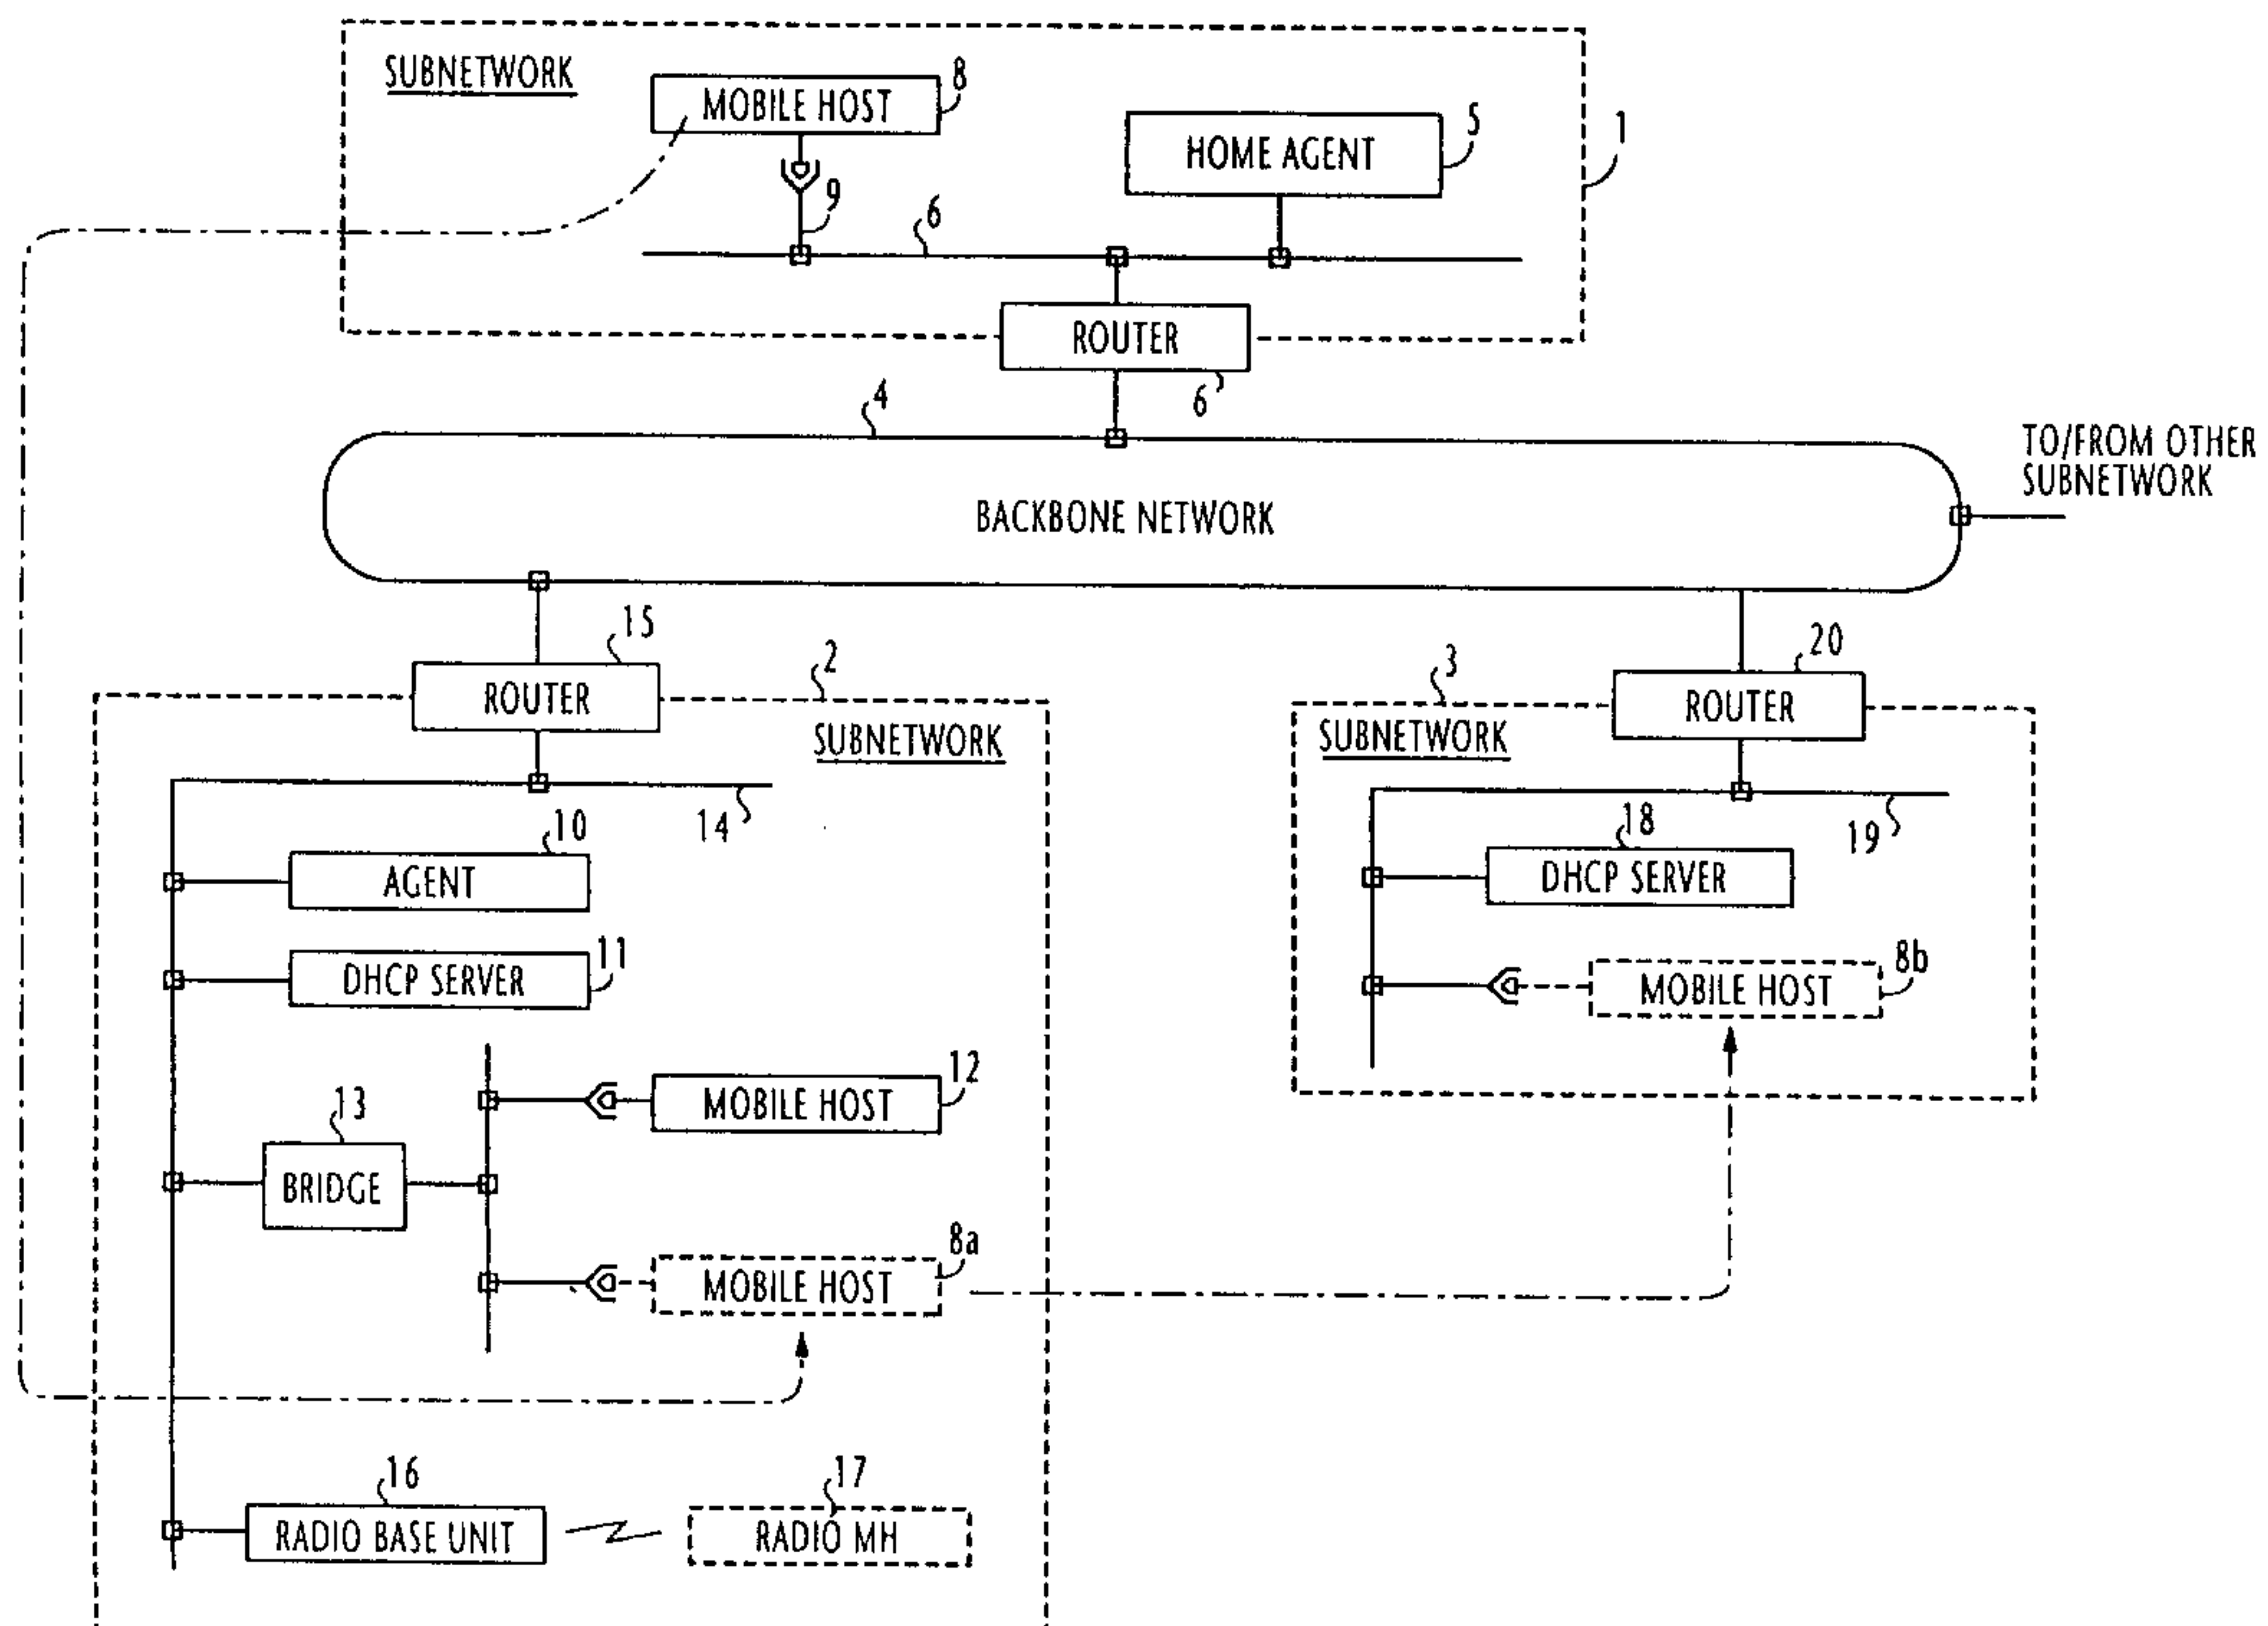 SUBNETWORK
MOBILE HOST
8
HOME AGENT
5
1
9
6
ROUTER
6
4
BACKBONE NETWORK
TO/FROM OTHER
SUBNETWORK
15
ROUTER
2
SUBNETWORK
14
10
AGENT
11
DHCP SERVER
12
MOBILE HOST
13
BRIDGE
8a
MOBILE HOST
16
RADIO BASE UNIT
17
RADIO MH
20
ROUTER
3
SUBNETWORK
19
18
DHCP SERVER
8b
MOBILE HOST